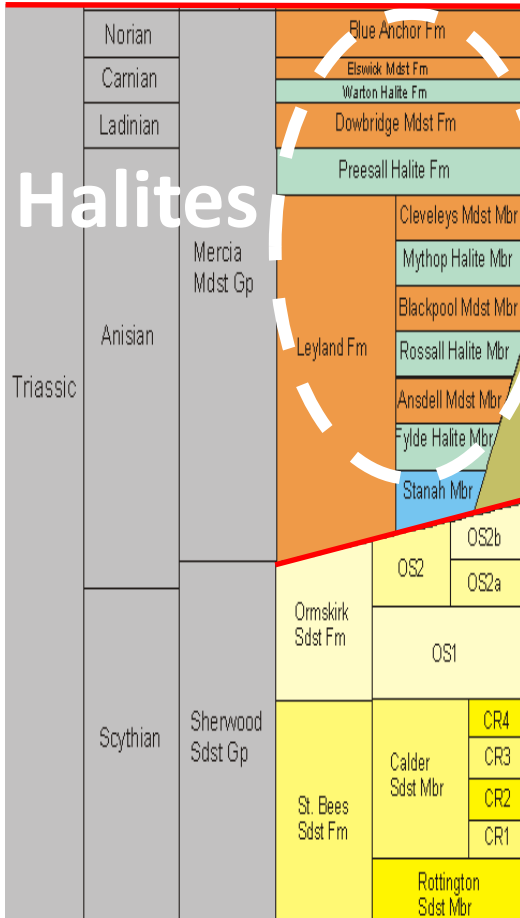 Norian
Carnian
Ladinian
Halites
Triassic
Anisian
Scythian
Mercia
Mdst Gp
Sherwood
Sdst Gp
Blue Anchor Fm
Elswick Mdst Fm
Warton Halite Fm
Dowbridge Mdst Fm
Preesall Halite Fm
Leyland Fm
Cleveleys Mdst Mbr
Mythop Halite Mbr
Blackpool Mdst Mbr
Rossall Halite Mbr
Ansdell Mdst Mbr
Fylde Halite Mbr
Stanah Mbr
Ormskirk
Sdst Fm
OS2
OS2b
OS2a
OS1
St. Bees
Sdst Fm
Calder
Sdst Mbr
CR4
CR3
CR2
CR1
Rottington
Sdst Mbr